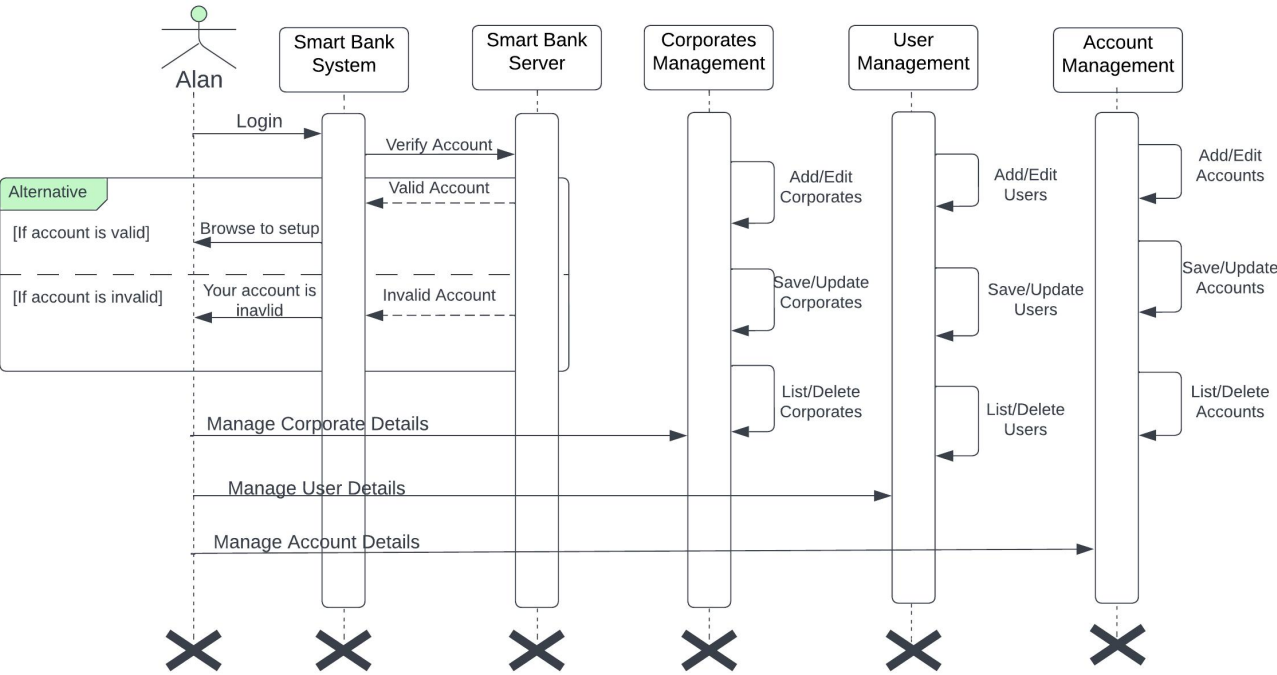 Alan
Smart Bank
System
Smart Bank
Server
Corporates
Management
User
Management
Account
Management
Login
Verify Account
Alternative
Valid Account
[If account is valid]
Browse to setup
[If account is invalid]
Your account is
inavlid
Invalid Account
Add/Edit
Corporates
Save/Update
Corporates
List/Delete
Corporates
Add/Edit
Users
Save/Update
Users
List/Delete
Users
Add/Edit
Accounts
Save/Update
Accounts
List/Delete
Accounts
Manage Corporate Details
Manage User Details
Manage Account Details